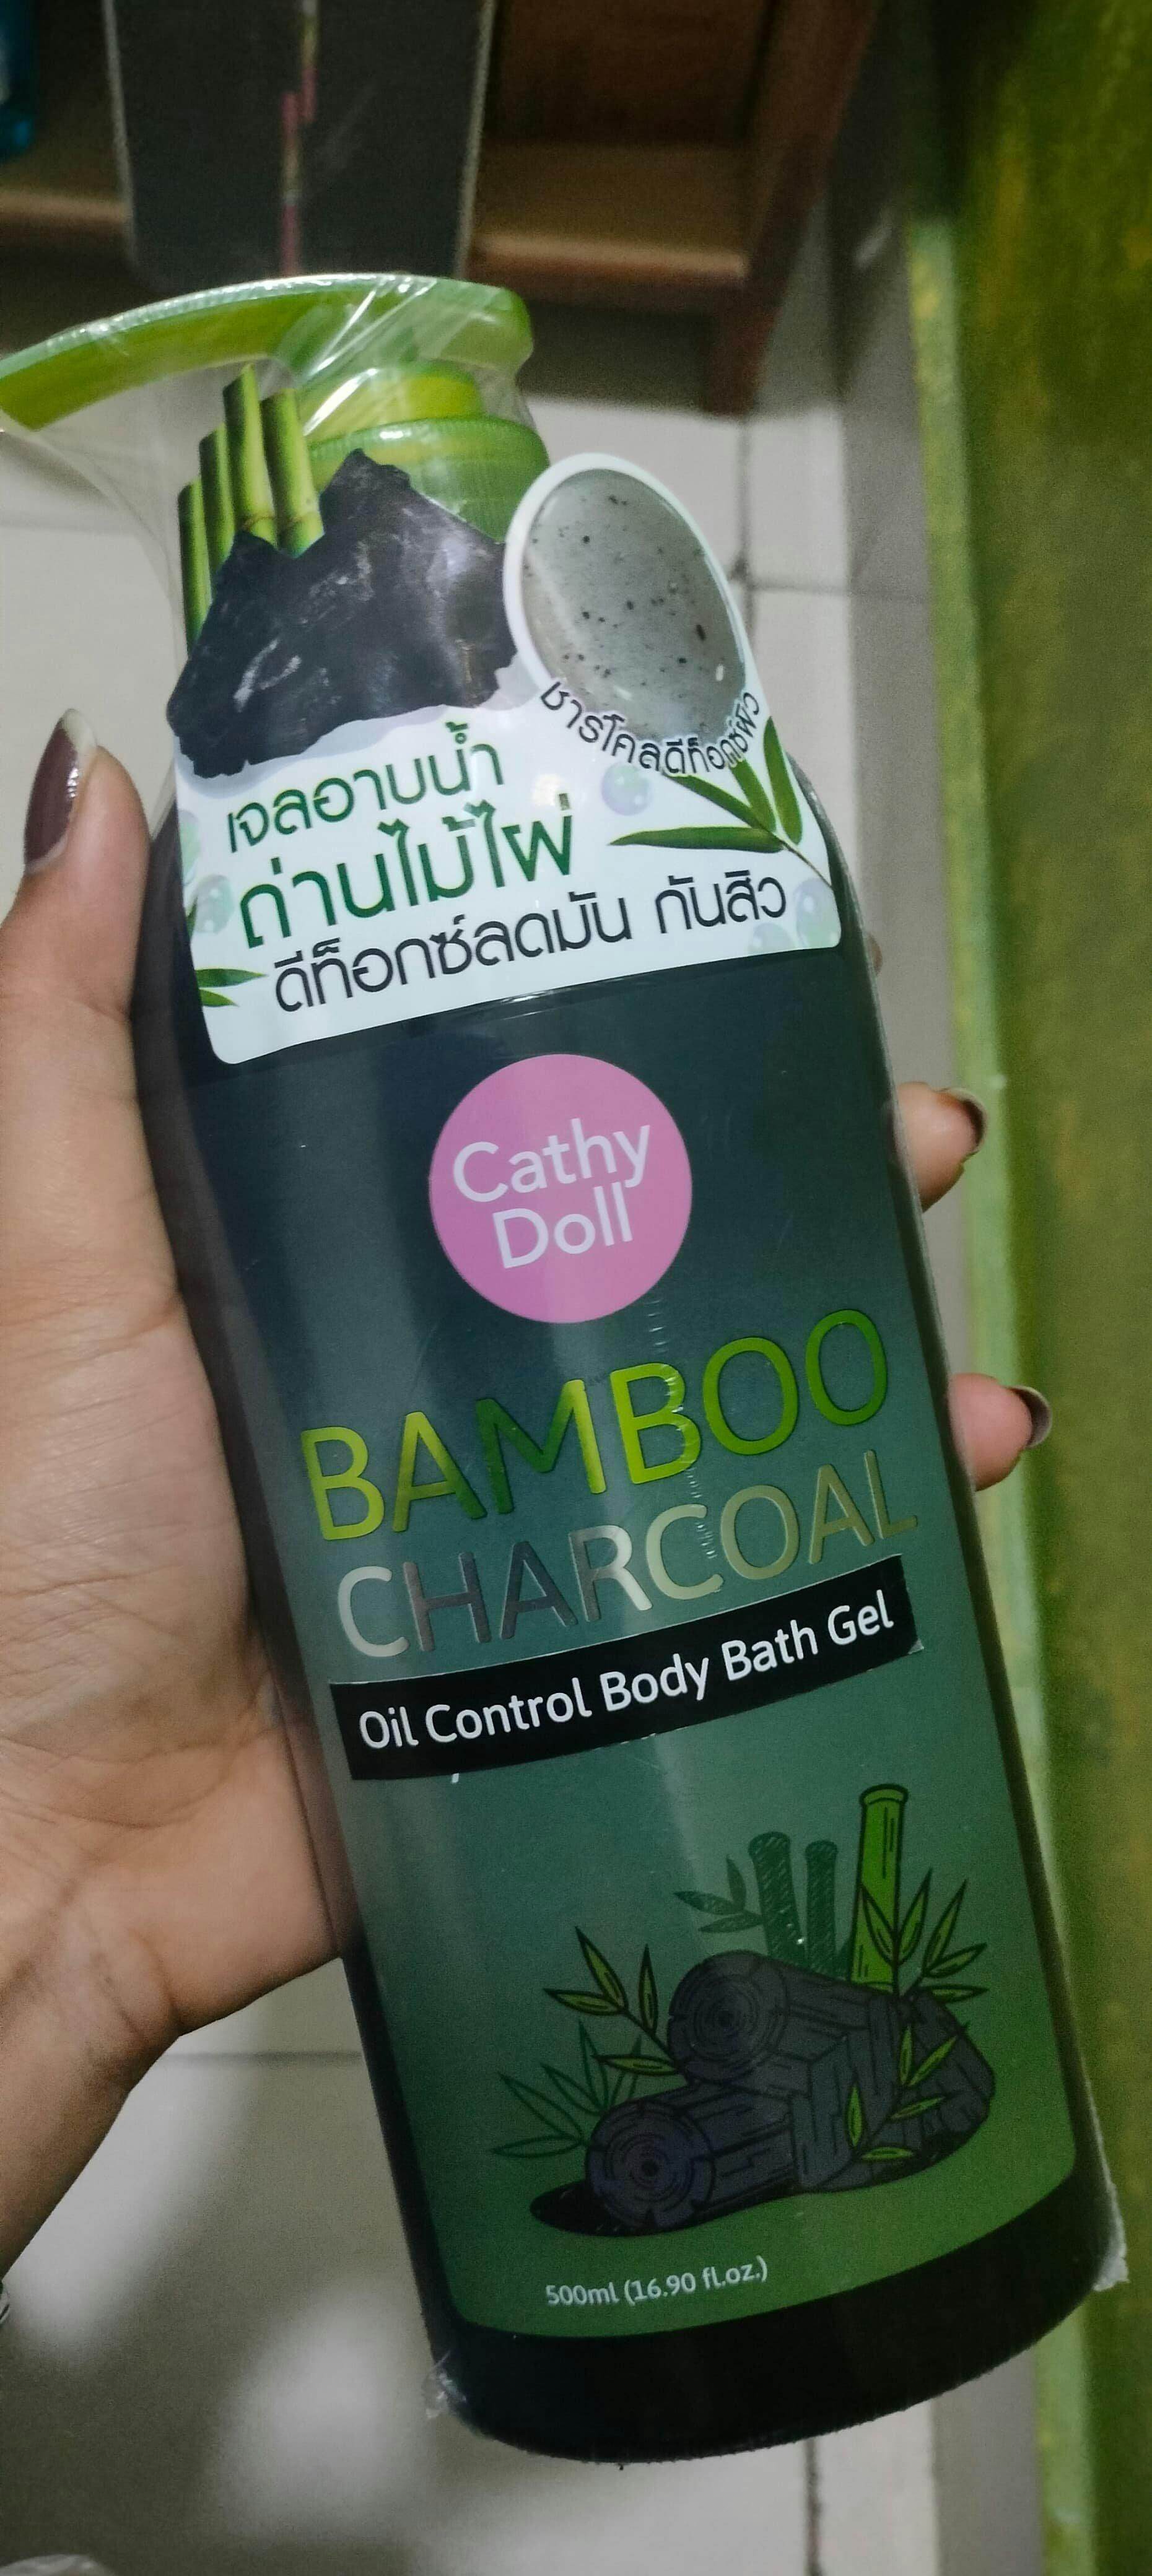 ชาร์โคลดีท็อกซ์ผิว
เจลอาบน้ำ
ถ่านไม้ไผ่
ดีท็อกซ์ลดมัน กันสิว
Cathy
Doll
BAMBOO
CHARCOAL
Oil Control Body Bath Gel
500ml (16.90 fl.oz.)